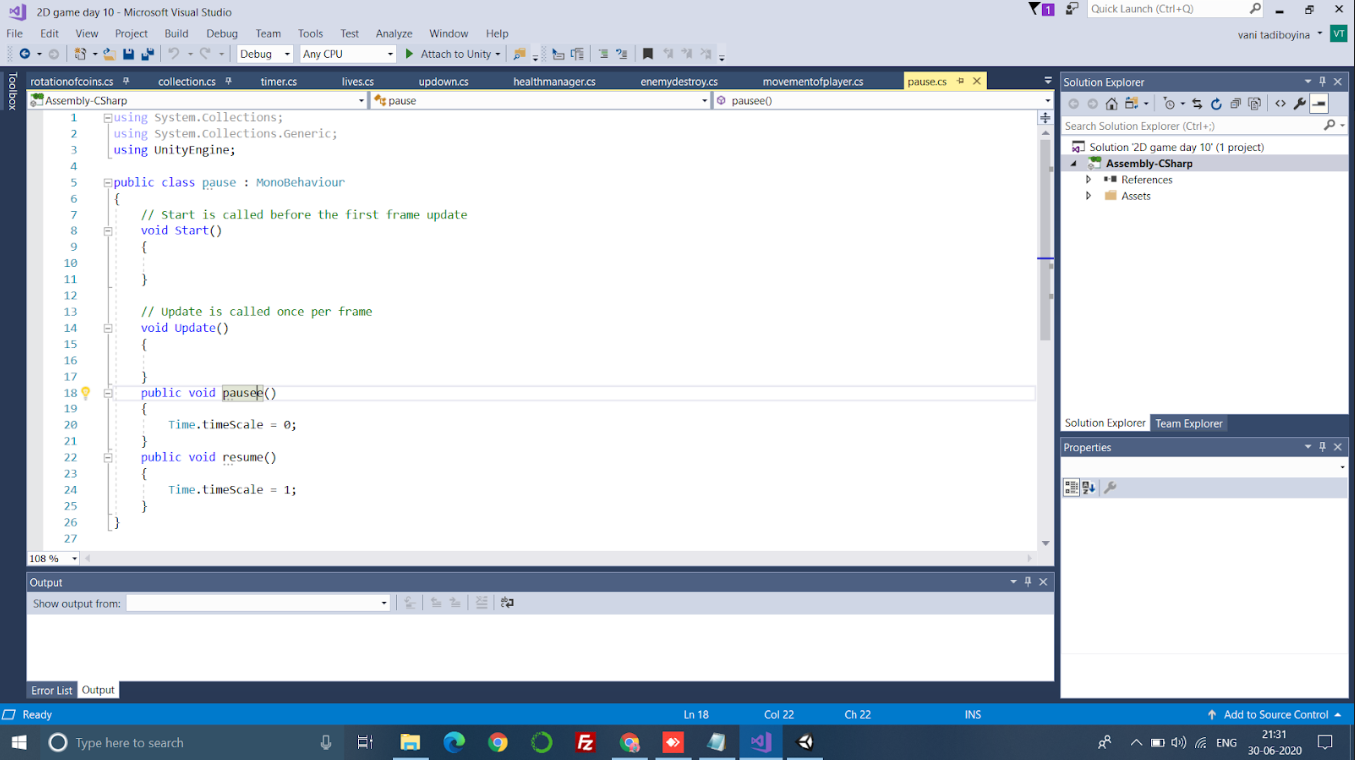 2D game day 10 - Microsoft Visual Studio
1
Quick Launch (Ctrl+Q)
File Edit View Project Build Debug Team Tools Test Analyze Window Help
vani tadiboyina
VT
Debug
Any CPU
Attach to Unity
Toolbox
rotationofcoins.cs collection.cs timer.cs lives.cs updown.cs healthmanager.cs enemydestroy.cs movementofplayer.cs pause.cs
Assembly-CSharp
pause
pausee()
1 using System.Collections;
2 using System.Collections.Generic;
3 using UnityEngine;
4
5 public class pause : MonoBehaviour
6 {
7 // Start is called before the first frame update
8 void Start()
9 {
10
11 }
12
13 // Update is called once per frame
14 void Update()
15 {
16
17 }
18 public void pausee()
19 {
20 Time.timeScale = 0;
21 }
22 public void resume()
23 {
24 Time.timeScale = 1;
25 }
26 }
27
108 %
Solution Explorer
Search Solution Explorer (Ctrl+;)
Solution '2D game day 10' (1 project)
Assembly-CSharp
References
Assets
Solution Explorer Team Explorer
Properties
Output
Show output from:
Error List Output
Ready
Ln 18 Col 22 Ch 22 INS
Add to Source Control
Type here to search
ENG
21:31
30-06-2020